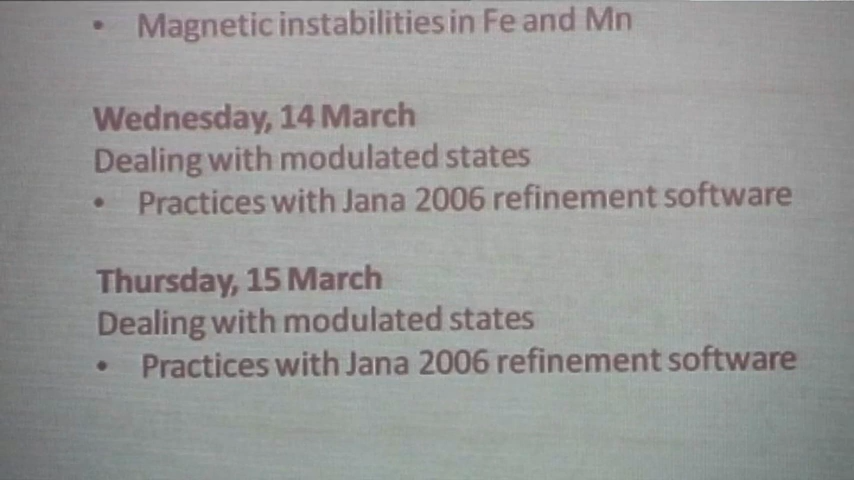 • Magnetic instabilities in Fe and Mn
Wednesday, 14 March
Dealing with modulated states
• Practices with Jana 2006 refinement software
Thursday, 15 March
Dealing with modulated states
• Practices with Jana 2006 refinement software